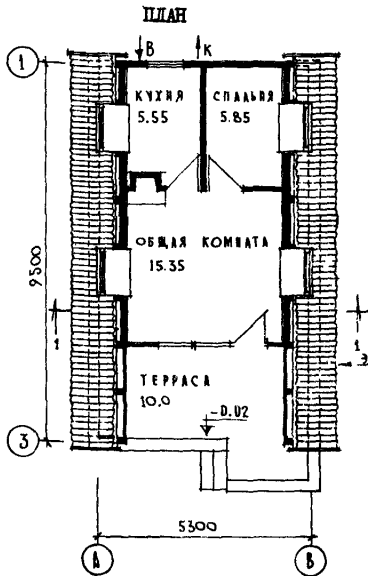 ПЛАН
В К
1
КУХНЯ СПАЛЬНЯ
5.55 5.85
ОБЩАЯ КОМНАТА
15.35
9300
1 1
ТЕРРАСА
10,0
-0.02
3
5300
А В